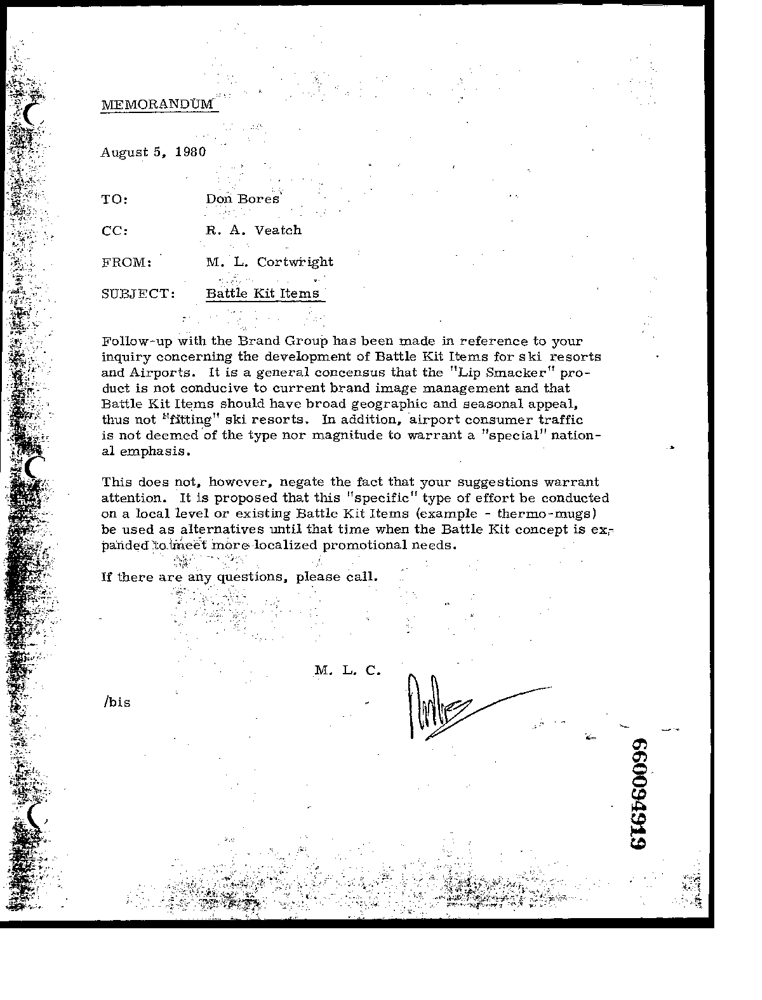 MEMORANDUM
August 5, 1980
TO: Don Bores
CC: R. A. Veatch
FROM: M. L. Cortwright
SUBJECT: Battle Kit Items
Follow-up with the Brand Group has been made in reference to your
inquiry concerning the development of Battle Kit Items for ski resorts
and Airports. It is a general concensus that the "Lip Smacker" pro-
duct is not conducive to current brand image management and that
Battle Kit Items should have broad geographic and seasonal appeal,
thus not "fitting" ski resorts. In addition, airport consumer traffic
is not deemed of the type nor magnitude to warrant a "special" nation-
al emphasis.
This does not, however, negate the fact that your suggestions warrant
attention. It is proposed that this "specific" type of effort be conducted
on a local level or existing Battle Kit Items (example - thermo-mugs)
be used as alternatives until that time when the Battle Kit concept is ex-
panded to meet more localized promotional needs.
If there are any questions, please call.
M. L. C.
/bis
660094919